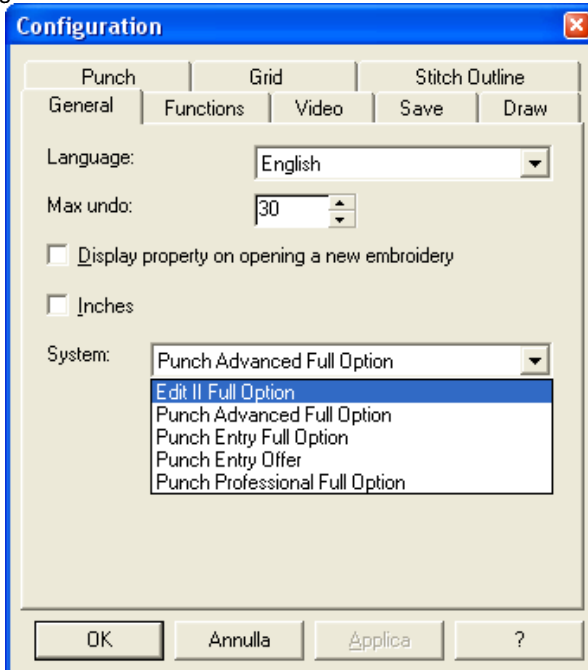 Configuration
Punch Grid Stitch Outline
General Functions Video Save Draw
Language: English
Max undo: 30
Display property on opening a new embroidery
Inches
System: Punch Advanced Full Option
Edit II Full Option
Punch Advanced Full Option
Punch Entry Full Option
Punch Entry Offer
Punch Professional Full Option
OK Annulla Applica ?